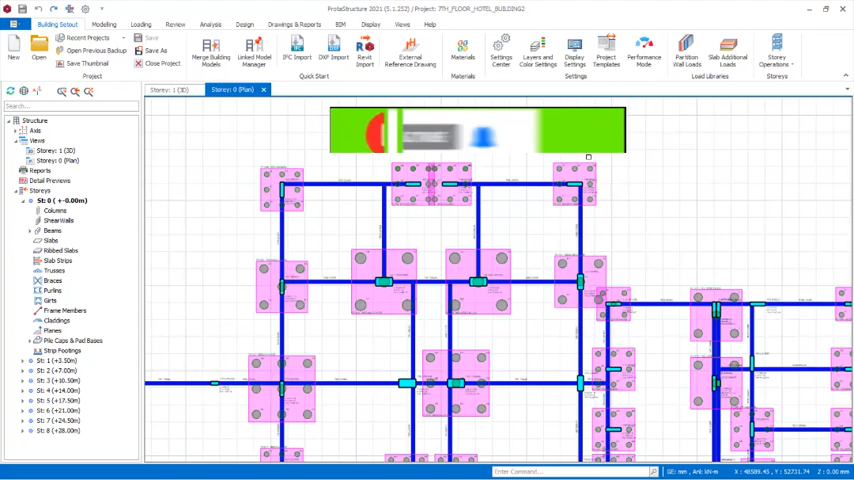 ProtaStructure 2021 (5.1.252) / Project: 7TH_FLOOR_HOTEL_BUILDING2
Building Setout Modeling Loading Review Analysis Design Drawings & Reports BIM Display Views Help
New
Open
Recent Projects
Open Previous Backup
Save Thumbnail
Save
Save As
Close Project
Project
Merge Building Models
Linked Model Manager
IFC Import
DXF Import
Revit Import
Quick Start
External Reference Drawing
Materials
Materials
Settings Center
Layers and Color Settings
Display Settings
Project Templates
Performance Mode
Settings
Partition Wall Loads
Slab Additional Loads
Load Libraries
Storey Operations
Storeys
Storey: 1 (3D)
Storey: 0 (Plan)
Search...
Structure
Axis
Views
Storey: 1 (3D)
Storey: 0 (Plan)
Reports
Detail Previews
Storeys
St: 0 (+-0.00m)
Columns
ShearWalls
Beams
Slabs
Ribbed Slabs
Slab Strips
Trusses
Braces
Purlins
Girts
Frame Members
Claddings
Planes
Pile Caps & Pad Bases
Strip Footings
St: 1 (+3.50m)
St: 2 (+7.00m)
St: 3 (+10.50m)
St: 4 (+14.00m)
St: 5 (+17.50m)
St: 6 (+21.00m)
St: 7 (+24.50m)
St: 8 (+28.00m)
Enter Command...
GE: mm , Anl: kN-m
X : 48589.45, Y : 52731.74 Z : 0.00 mm